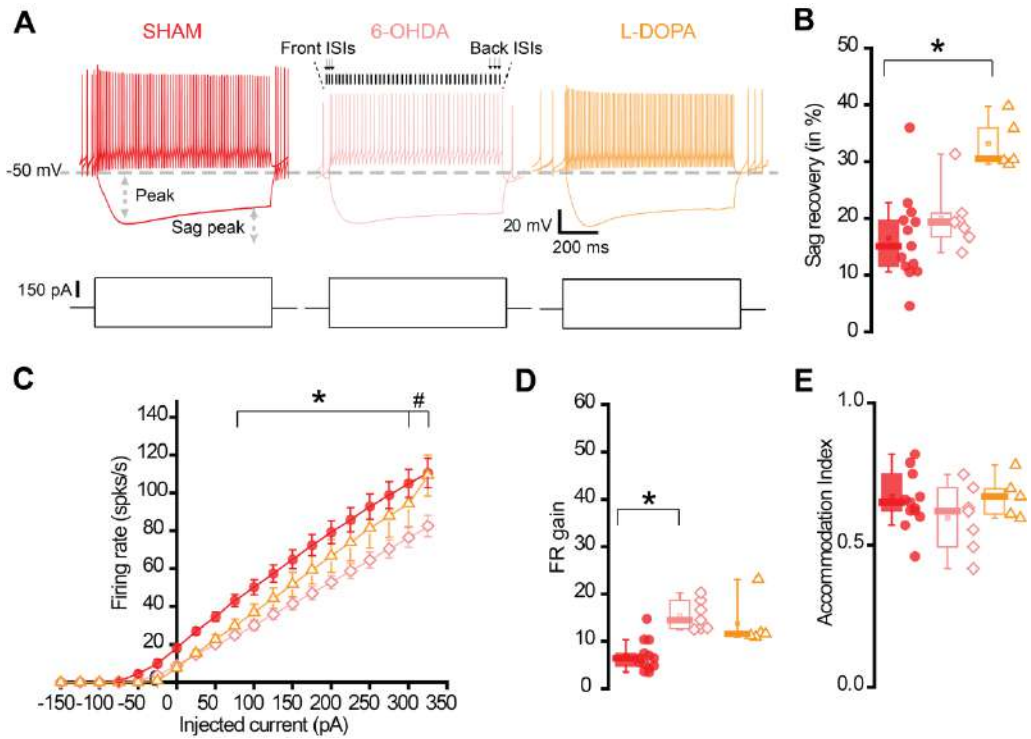 A
SHAM
6-OHDA
L-DOPA
Front ISIs
Back ISIs
-50 mV
Peak
Sag peak
20 mV
200 ms
150 pA
B
*
Sag recovery (in %)
50
40
30
20
10
0
C
*
#
Firing rate (spks/s)
140
120
100
80
60
40
20
0
-150
-100
-50
0
50
100
150
200
250
300
350
Injected current (pA)
D
*
FR gain
60
50
40
30
20
10
0
E
Accommodation Index
1.0
0.5
0.0